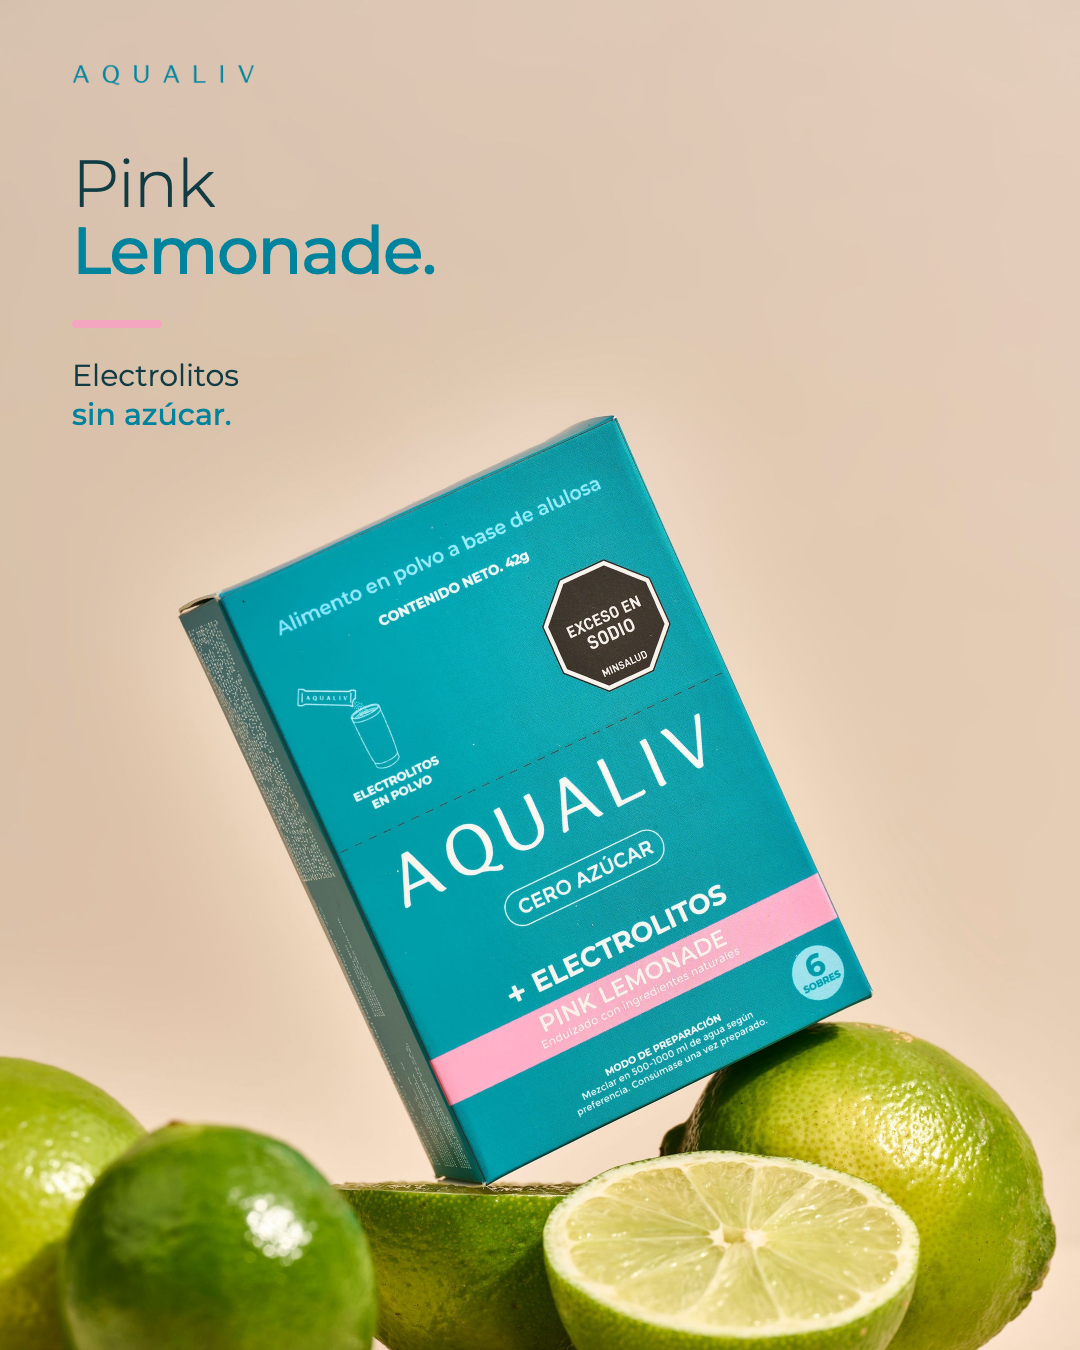 AQUALIV
Pink
Lemonade.
Electrolitos
sin azúcar.
Alimento en polvo a base de alulosa
CONTENIDO NETO. 42g
EXCESO EN
SODIO
MINSALUD
AQUALIV
ELECTROLITOS
EN POLVO
AQUALIV
CERO AZÚCAR
+ ELECTROLITOS
PINK LEMONADE
Endulzado con ingredientes naturales
6
SOBRES
MODO DE PREPARACIÓN
Mezclar en 500-1000 ml de agua según
preferencia. Consúmase una vez preparado.